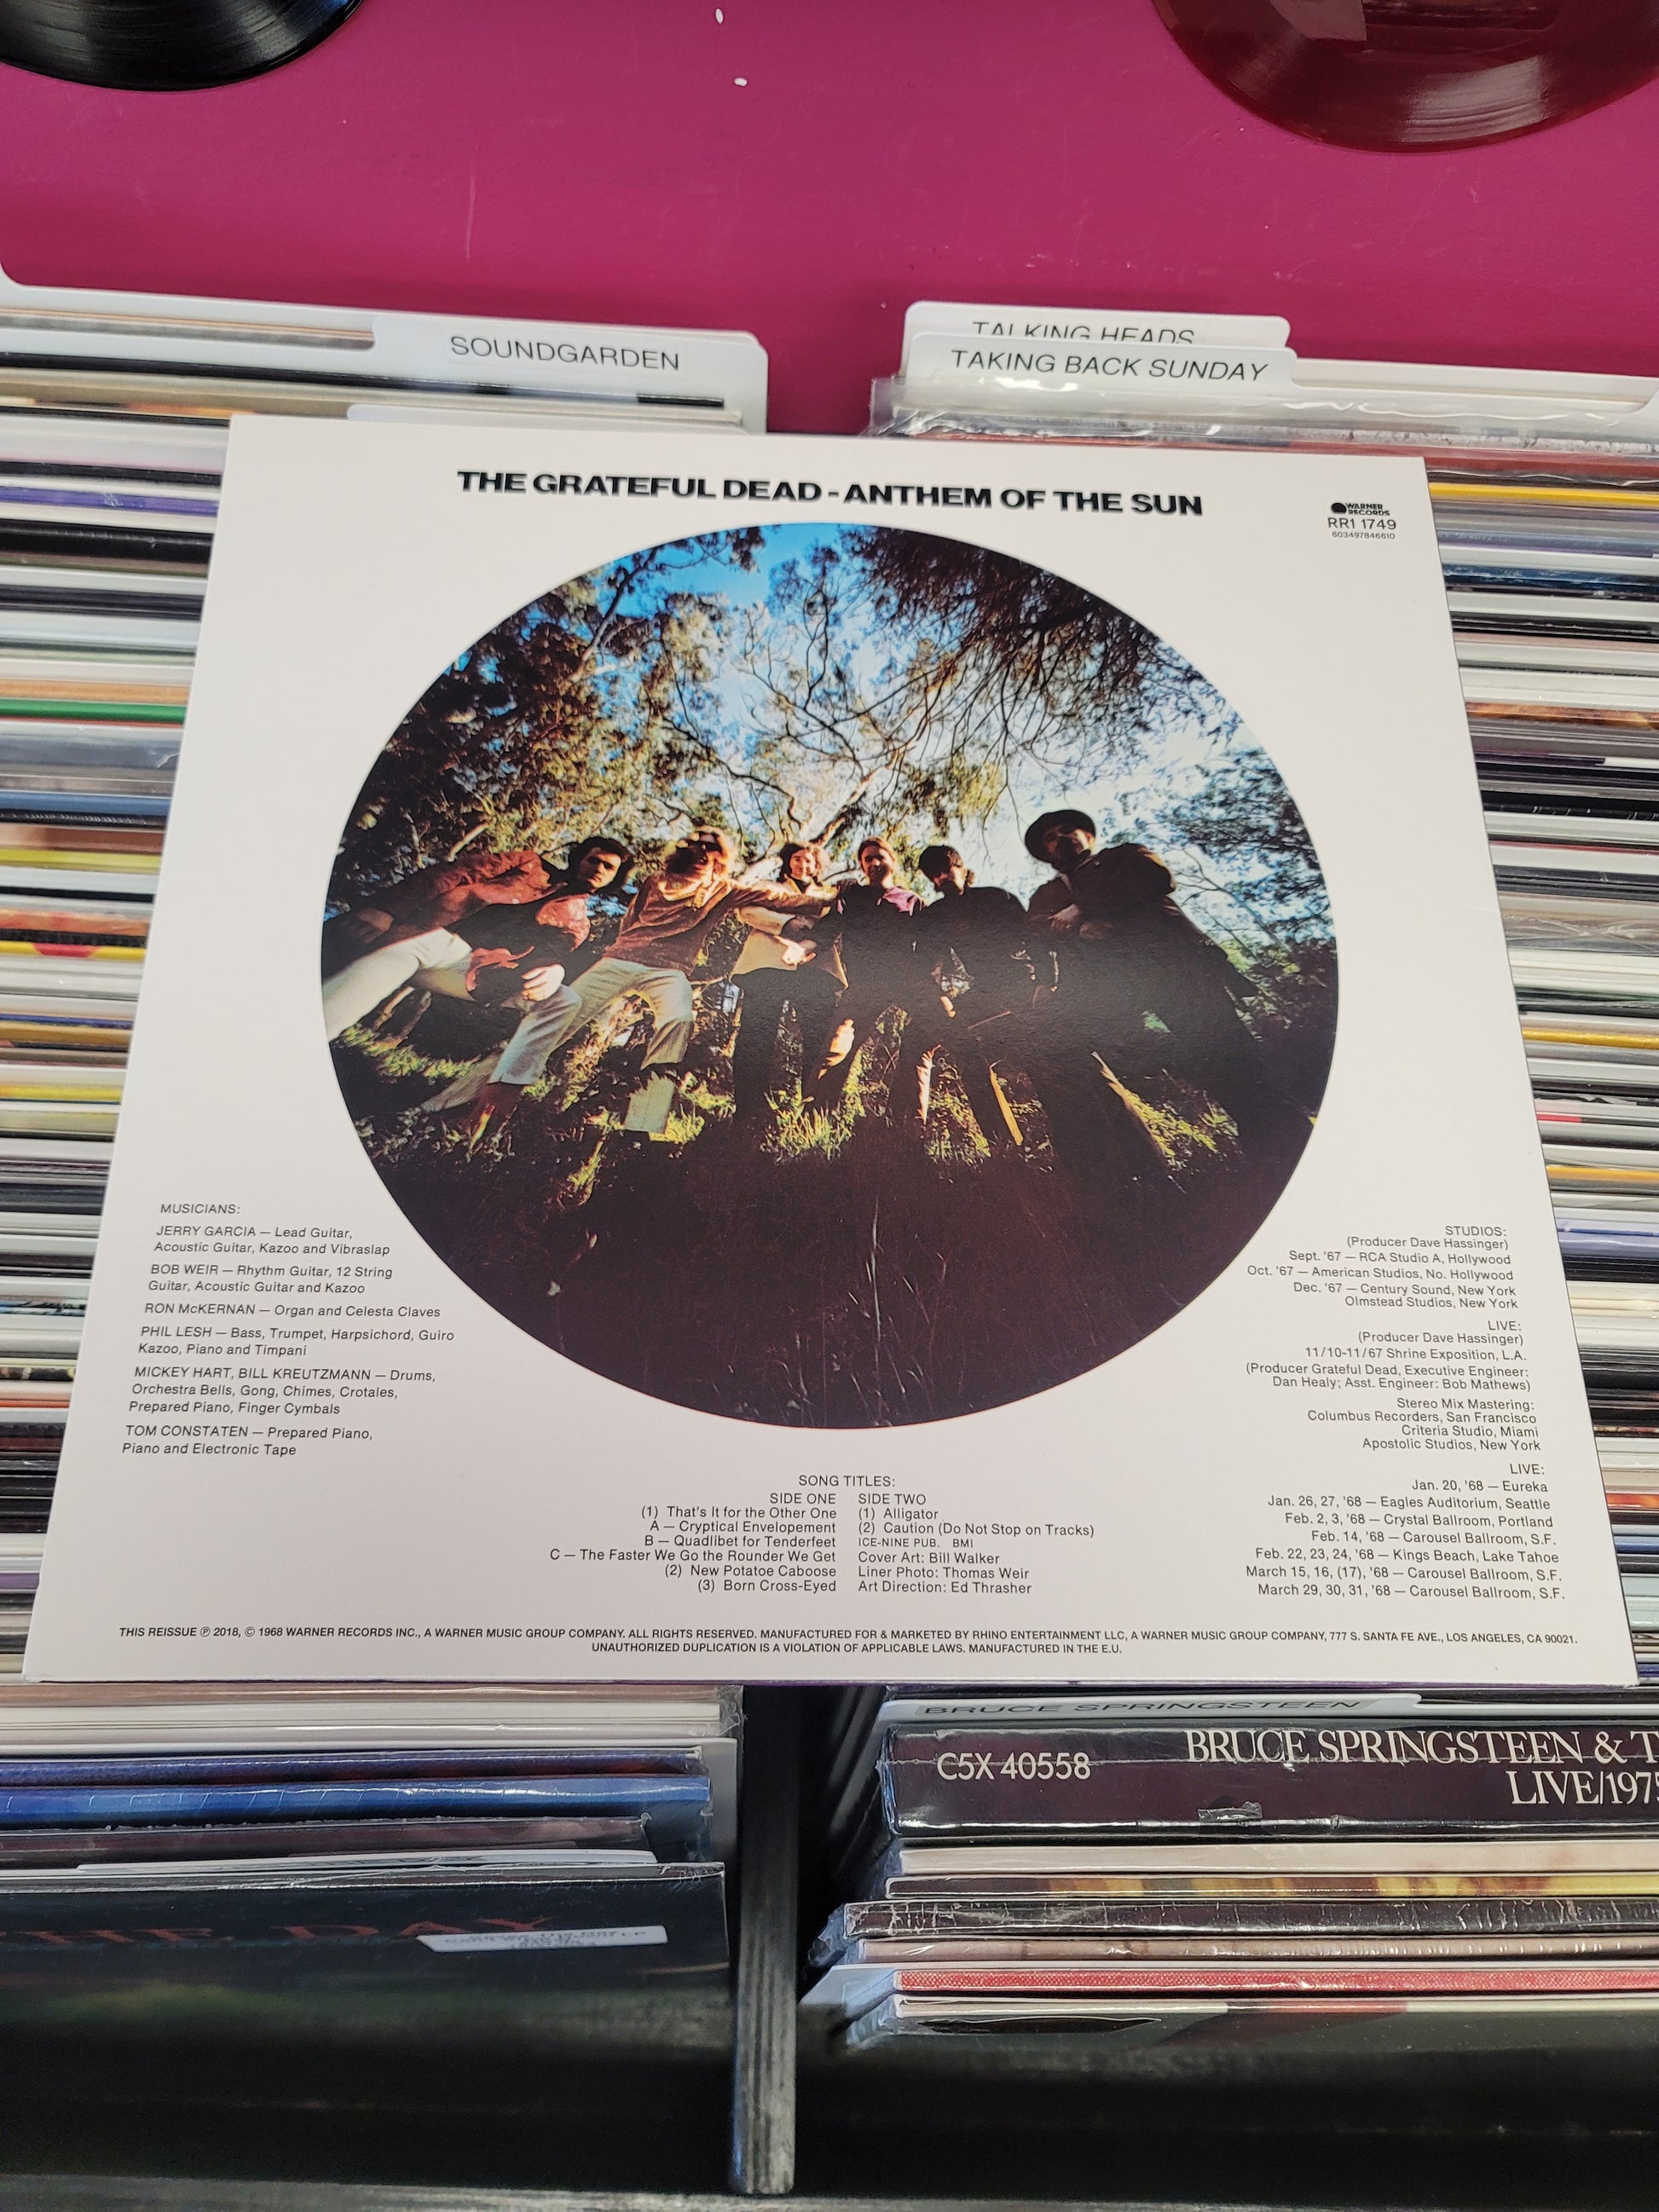 SOUNDGARDEN
TALKING HEADS
TAKING BACK SUNDAY
THE GRATEFUL DEAD - ANTHEM OF THE SUN
WARNER
RECORDS
RR1 1749
603497846610
MUSICIANS:
JERRY GARCIA — Lead Guitar,
Acoustic Guitar, Kazoo and Vibraslap
BOB WEIR — Rhythm Guitar, 12 String
Guitar, Acoustic Guitar and Kazoo
RON McKERNAN — Organ and Celesta Claves
PHIL LESH — Bass, Trumpet, Harpsichord, Guiro
Kazoo, Piano and Timpani
MICKEY HART, BILL KREUTZMANN — Drums,
Orchestra Bells, Gong, Chimes, Crotales,
Prepared Piano, Finger Cymbals
TOM CONSTATEN — Prepared Piano,
Piano and Electronic Tape
SONG TITLES:
SIDE ONE
(1) That's It for the Other One
A — Cryptical Envelopement
B — Quadlibet for Tenderfeet
C — The Faster We Go the Rounder We Get
(2) New Potatoe Caboose
(3) Born Cross-Eyed
SIDE TWO
(1) Alligator
(2) Caution (Do Not Stop on Tracks)
ICE-NINE PUB. BMI
Cover Art: Bill Walker
Liner Photo: Thomas Weir
Art Direction: Ed Thrasher
STUDIOS:
(Producer Dave Hassinger)
Sept. '67 — RCA Studio A, Hollywood
Oct. '67 — American Studios, No. Hollywood
Dec. '67 — Century Sound, New York
Olmstead Studios, New York
LIVE:
(Producer Dave Hassinger)
11/10-11/67 Shrine Exposition, L.A.
(Producer Grateful Dead, Executive Engineer:
Dan Healy; Asst. Engineer: Bob Mathews)
Stereo Mix Mastering:
Columbus Recorders, San Francisco
Criteria Studio, Miami
Apostolic Studios, New York
LIVE:
Jan. 20, '68 — Eureka
Jan. 26, 27, '68 — Eagles Auditorium, Seattle
Feb. 2, 3, '68 — Crystal Ballroom, Portland
Feb. 14, '68 — Carousel Ballroom, S.F.
Feb. 22, 23, 24, '68 — Kings Beach, Lake Tahoe
March 15, 16, (17), '68 — Carousel Ballroom, S.F.
March 29, 30, 31, '68 — Carousel Ballroom, S.F.
THIS REISSUE ℗ 2018, © 1968 WARNER RECORDS INC., A WARNER MUSIC GROUP COMPANY. ALL RIGHTS RESERVED. MANUFACTURED FOR & MARKETED BY RHINO ENTERTAINMENT LLC, A WARNER MUSIC GROUP COMPANY, 777 S. SANTA FE AVE., LOS ANGELES, CA 90021.
UNAUTHORIZED DUPLICATION IS A VIOLATION OF APPLICABLE LAWS. MANUFACTURED IN THE E.U.
BRUCE SPRINGSTEEN
C5X 40558
BRUCE SPRINGSTEEN & T
LIVE/1975
THE DAY